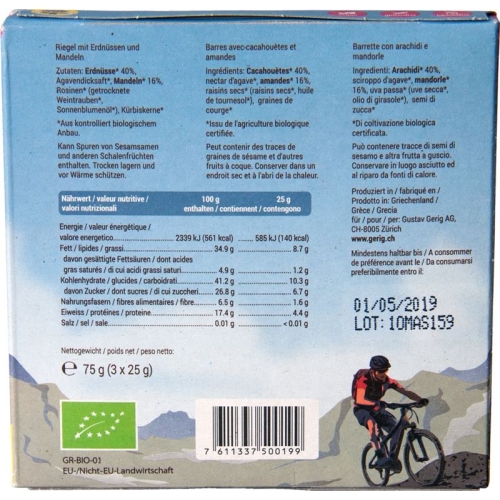 Riegel mit Erdnüssen und
Mandeln
Zutaten: Erdnüsse* 40%,
Agavendicksaft*, Mandeln* 16%,
Rosinen* (getrocknete
Weintrauben*,
Sonnenblumenöl*), Kürbiskerne*
*Aus kontrolliert biologischem
Anbau.
Kann Spuren von Sesamsamen
und anderen Schalenfrüchten
enthalten. Trocken lagern und
vor Wärme schützen.
Barres avec-cacahouètes et
amandes
Ingrédients: Cacahouètes* 40%,
nectar d'agave*, amandes* 16%,
raisins secs* (raisins secs*, huile
de tournesol*), graines de
courge*
*Issu de l'agriculture biologique
certifiée.
Peut contenir des traces de
graines de sésame et d'autres
fruits à coque. Conserver dans un
endroit sec et à l'abri de la chaleur.
Barrette con arachidi e
mandorle
Ingredienti: Arachidi* 40%,
sciroppo d'agave*, mandorle*
16%, uva passa* (uve secca*,
olio di girasole*), semi di
zucca*
*Di coltivazione biologica
certificata.
Può contenere tracce di semi di
sesamo e altra frutta a guscio.
Conservare in luogo asciutto ed
al riparo da fonti di calore.
Nährwert / valeur nutritive / 100 g 25 g
valori nutrizionali enthalten / contiennent / contengono
Energie / valeur énergétique /
valore energetico 2339 kJ (561 kcal) 585 kJ (140 kcal)
Fett / lipides / grassi 34.9 g 8.7 g
davon gesättigte Fettsäuren / dont acides
gras saturés / di cui acidi grassi saturi 4.9 g 1.2 g
Kohlenhydrate / glucides / carboidrati 41.2 g 10.3 g
davon Zucker / dont sucres / di cui zuccheri 26.8 g 6.7 g
Nahrungsfasern / fibres alimentaires / fibre 6.5 g 1.6 g
Eiweiss / protéines / proteine 17.4 g 4.4 g
Salz / sel / sale 0.01 g < 0.01 g
Produziert in / fabriqué en /
Prodotto in: Griechenland /
Grèce / Grecia
für / pour / per: Gustav Gerig AG,
CH-8005 Zürich
www.gerig.ch
Mindestens haltbar bis / A consommer
de préférence avant le / Da consumarsi
preferibilmente entro il:
01/05/2019
LOT: 10MAS159
Nettogewicht / poids net / peso netto:
℮ 75 g (3 x 25 g)
GR-BIO-01
EU-/Nicht-EU-Landwirtschaft
7 611337 500199